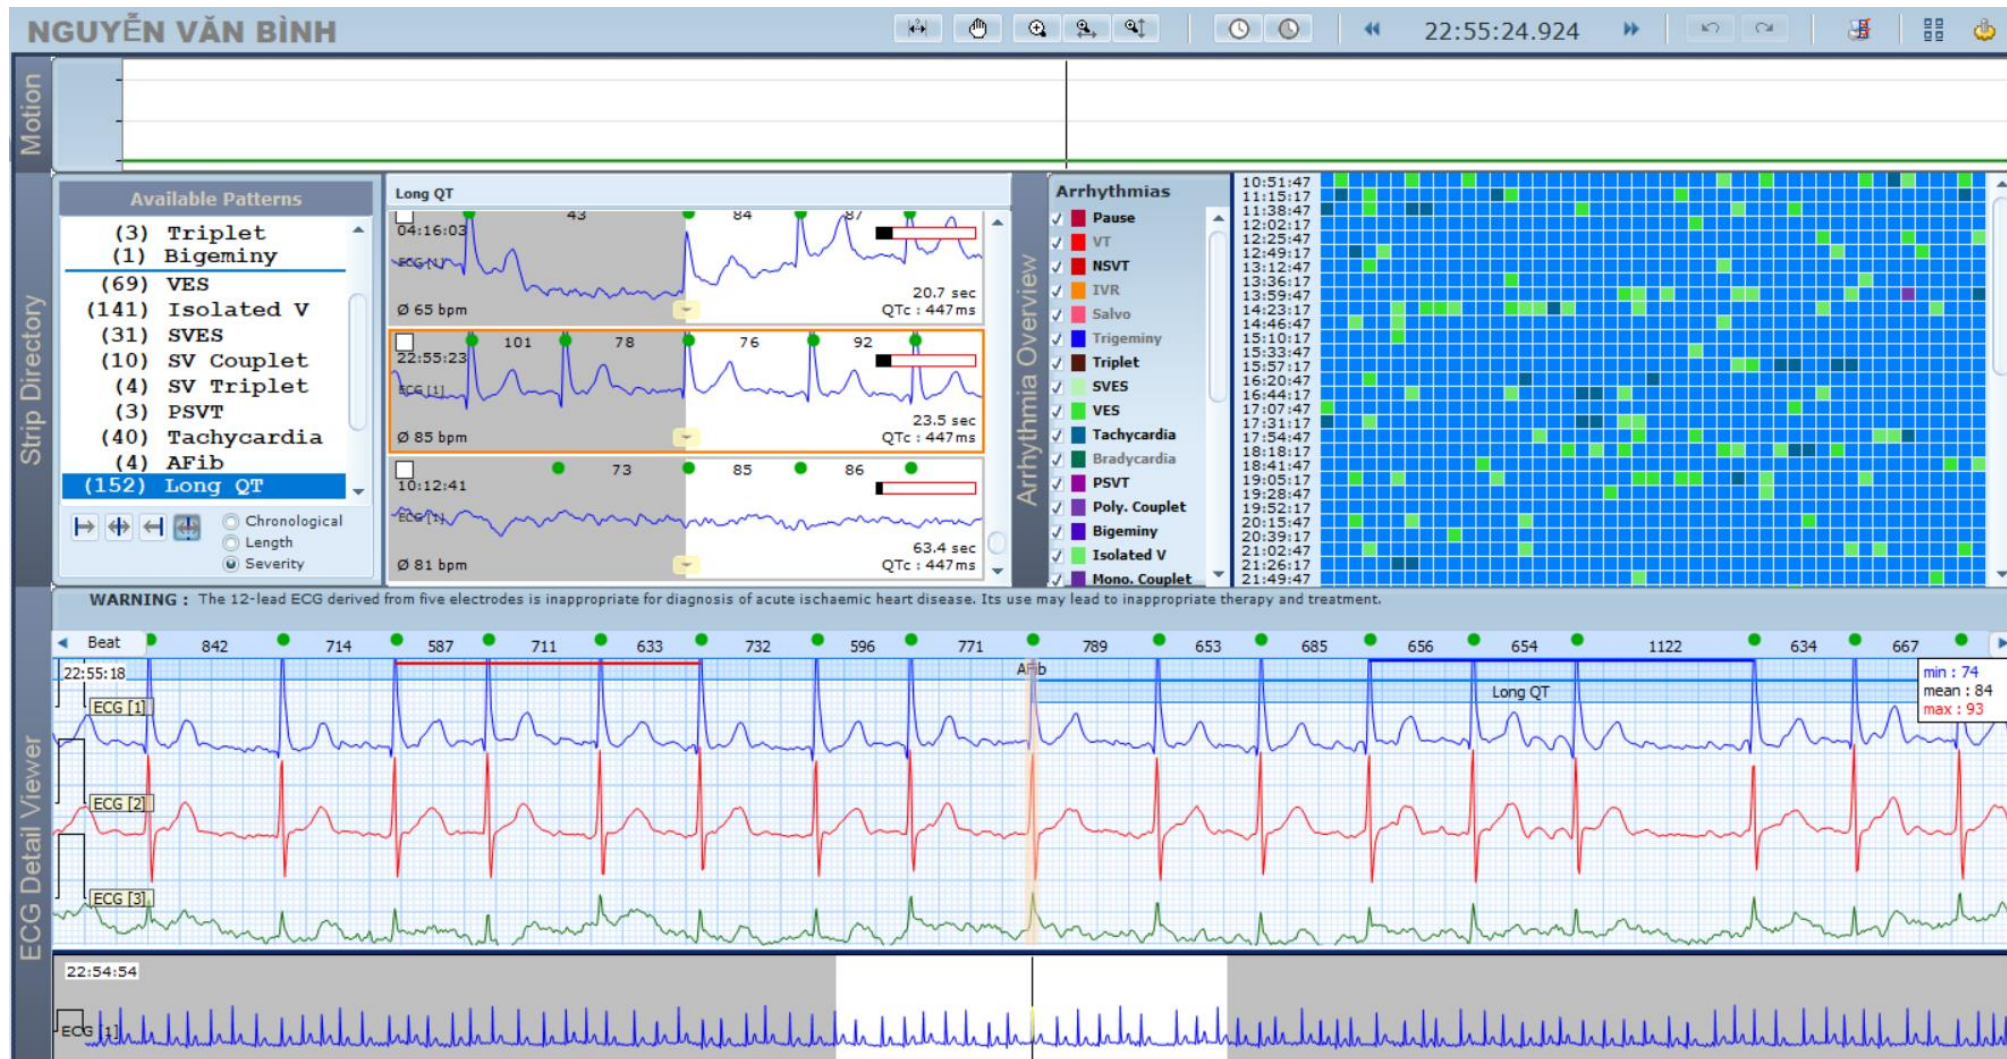 NGUYỄN VĂN BÌNH
22:55:24.924
Motion
Strip Directory
Available Patterns
(3) Triplet
(1) Bigeminy
(69) VES
(141) Isolated V
(31) SVES
(10) SV Couplet
(4) SV Triplet
(3) PSVT
(40) Tachycardia
(4) AFib
(152) Long QT
Chronological
Length
Severity
Long QT
43 84 87
04:16:03
ECG [1]
20.7 sec
Ø 65 bpm QTc : 447ms
101 78 76 92
22:55:23
ECG [1]
23.5 sec
Ø 85 bpm QTc : 447ms
73 85 86
10:12:41
ECG [1]
63.4 sec
Ø 81 bpm QTc : 447ms
Arrhythmia Overview
Arrhythmias
Pause
VT
NSVT
IVR
Salvo
Trigeminy
Triplet
SVES
VES
Tachycardia
Bradycardia
PSVT
Poly. Couplet
Bigeminy
Isolated V
Mono. Couplet
10:51:47
11:15:17
11:38:47
12:02:17
12:25:47
12:49:17
13:12:47
13:36:17
13:59:47
14:23:17
14:46:47
15:10:17
15:33:47
15:57:17
16:20:47
16:44:17
17:07:47
17:31:17
17:54:47
18:18:17
18:41:47
19:05:17
19:28:47
19:52:17
20:15:47
20:39:17
21:02:47
21:26:17
21:49:47
ECG Detail Viewer
WARNING : The 12-lead ECG derived from five electrodes is inappropriate for diagnosis of acute ischaemic heart disease. Its use may lead to inappropriate therapy and treatment.
Beat 842 714 587 711 633 732 596 771 789 653 685 656 654 1122 634 667
22:55:18
AFib
Long QT
min : 74
mean : 84
max : 93
ECG [1]
ECG [2]
ECG [3]
22:54:54
ECG [1]